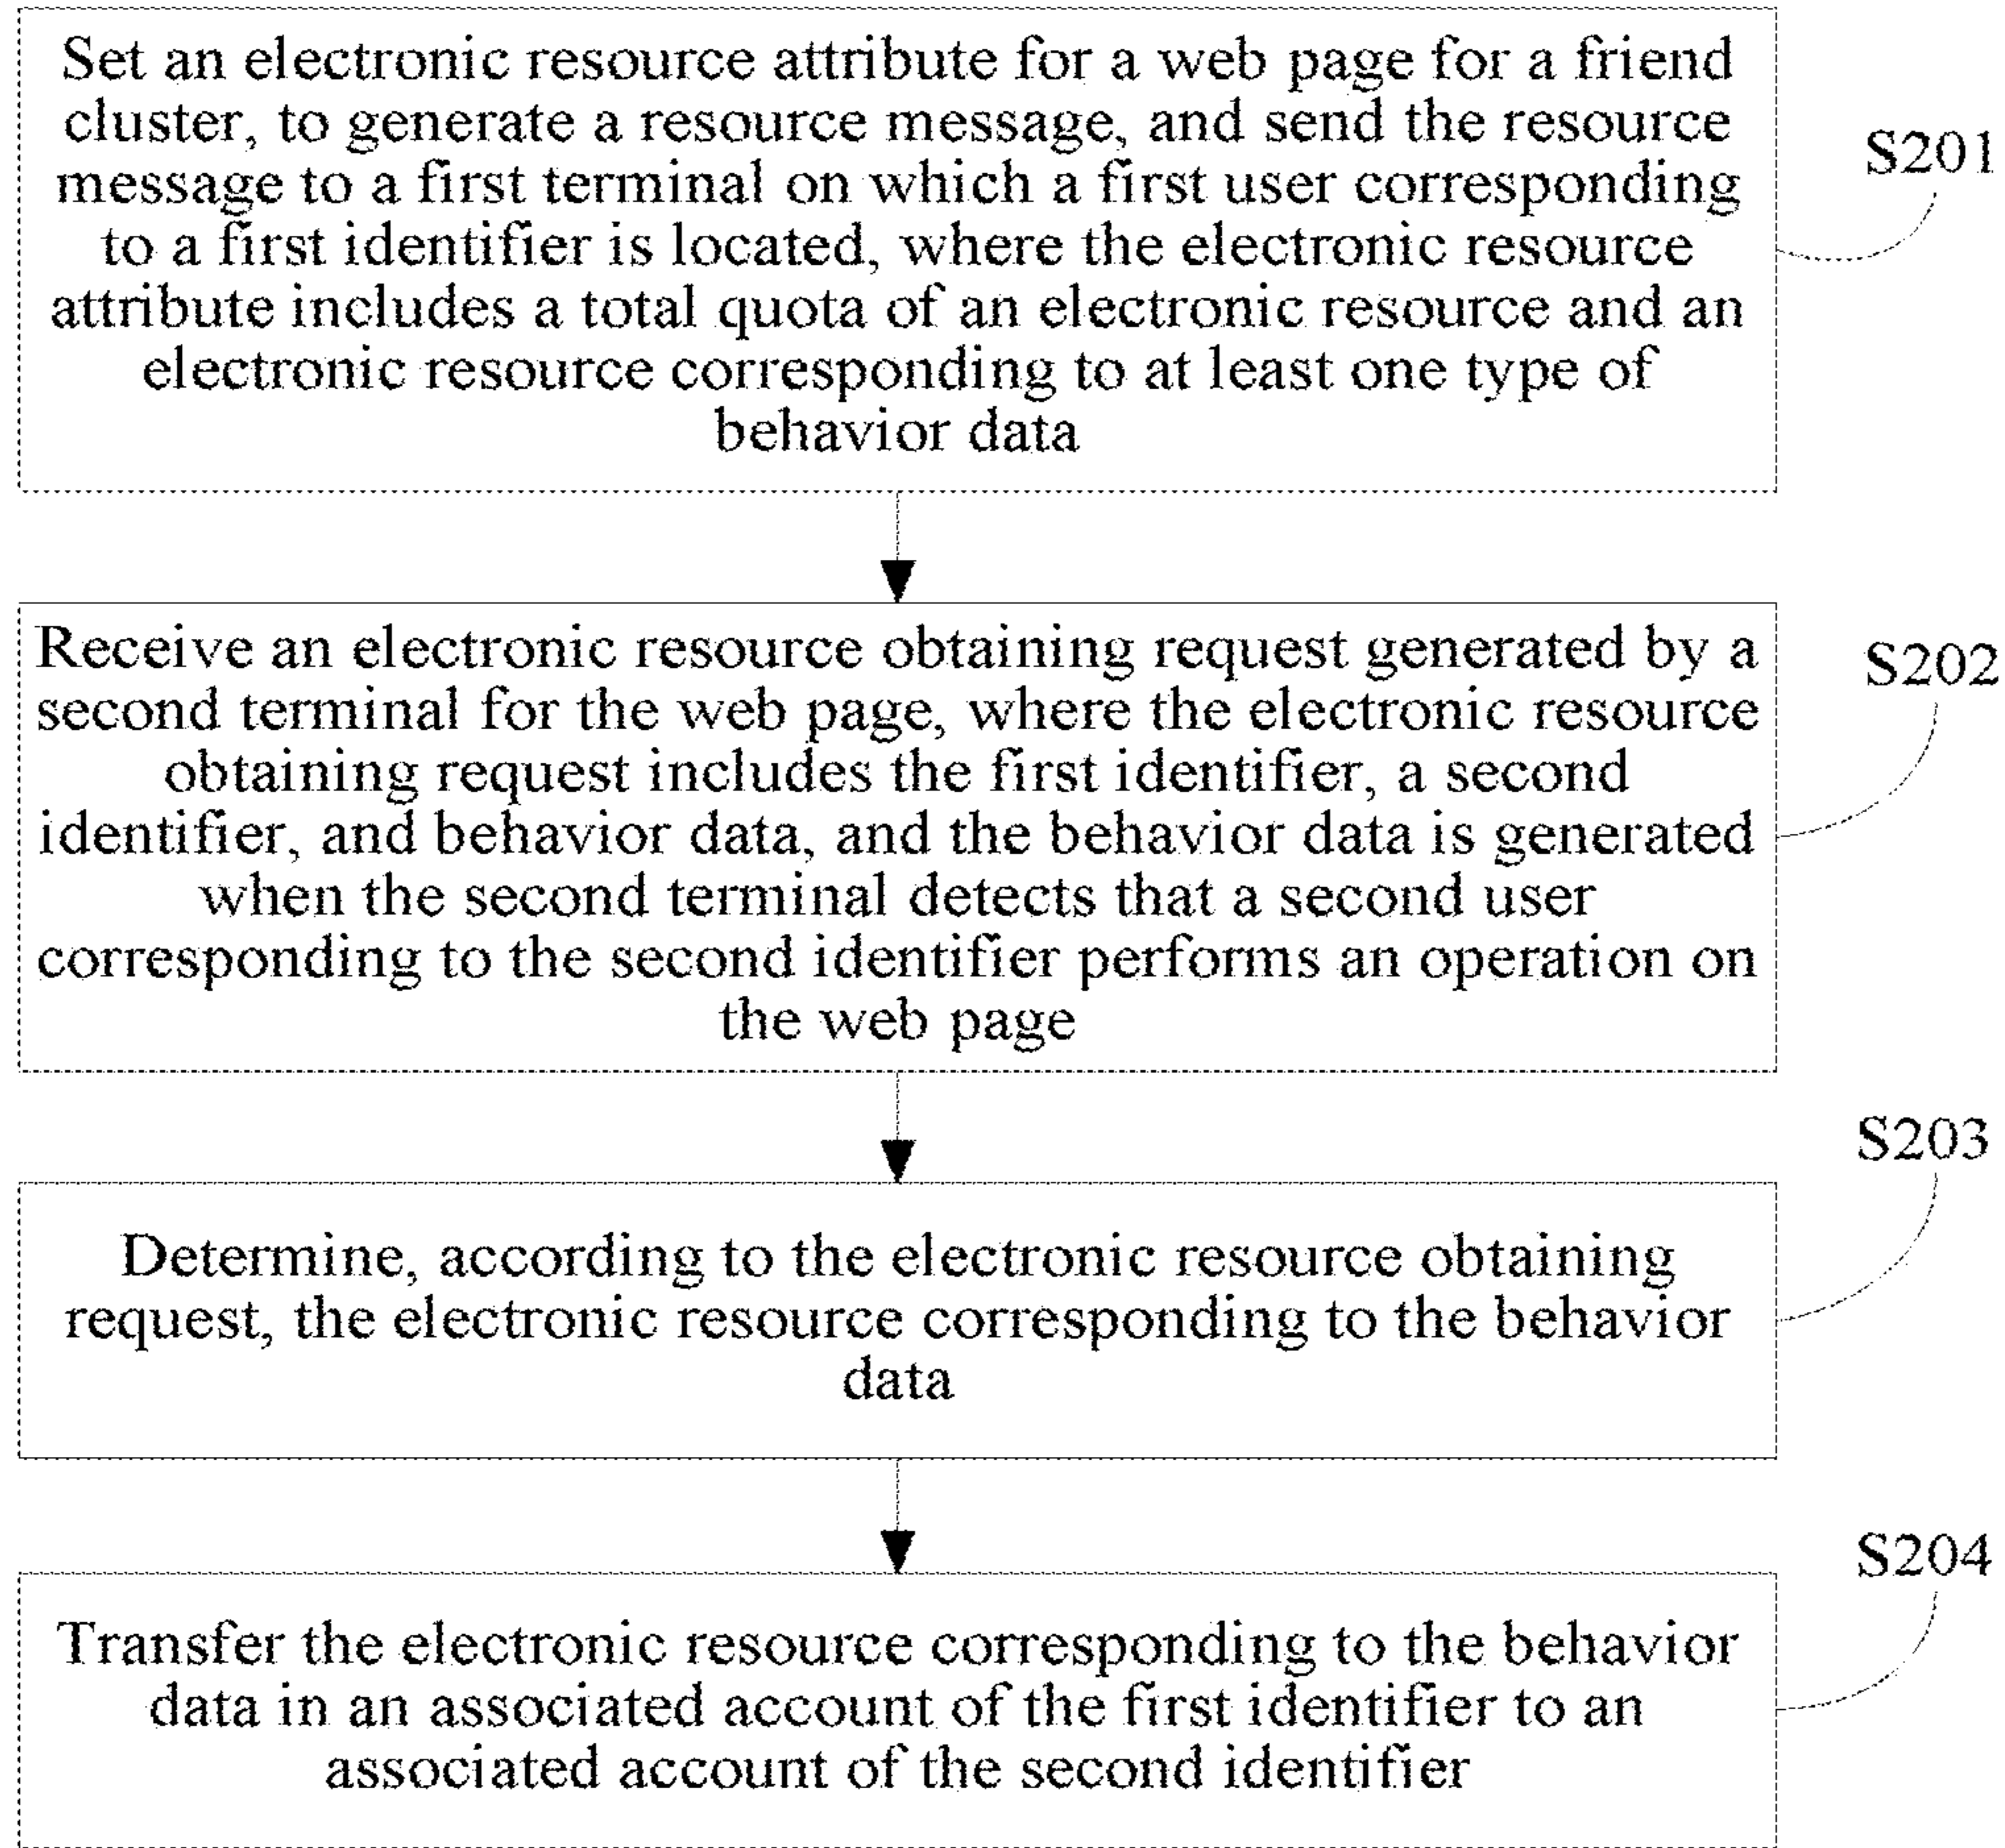 Set an electronic resource attribute for a web page for a friend
cluster, to generate a resource message, and send the resource
message to a first terminal on which a first user corresponding
to a first identifier is located, where the electronic resource
attribute includes a total quota of an electronic resource and an
electronic resource corresponding to at least one type of
behavior data
S201
Receive an electronic resource obtaining request generated by a
second terminal for the web page, where the electronic resource
obtaining request includes the first identifier, a second
identifier, and behavior data, and the behavior data is generated
when the second terminal detects that a second user
corresponding to the second identifier performs an operation on
the web page
S202
Determine, according to the electronic resource obtaining
request, the electronic resource corresponding to the behavior
data
S203
Transfer the electronic resource corresponding to the behavior
data in an associated account of the first identifier to an
associated account of the second identifier
S204